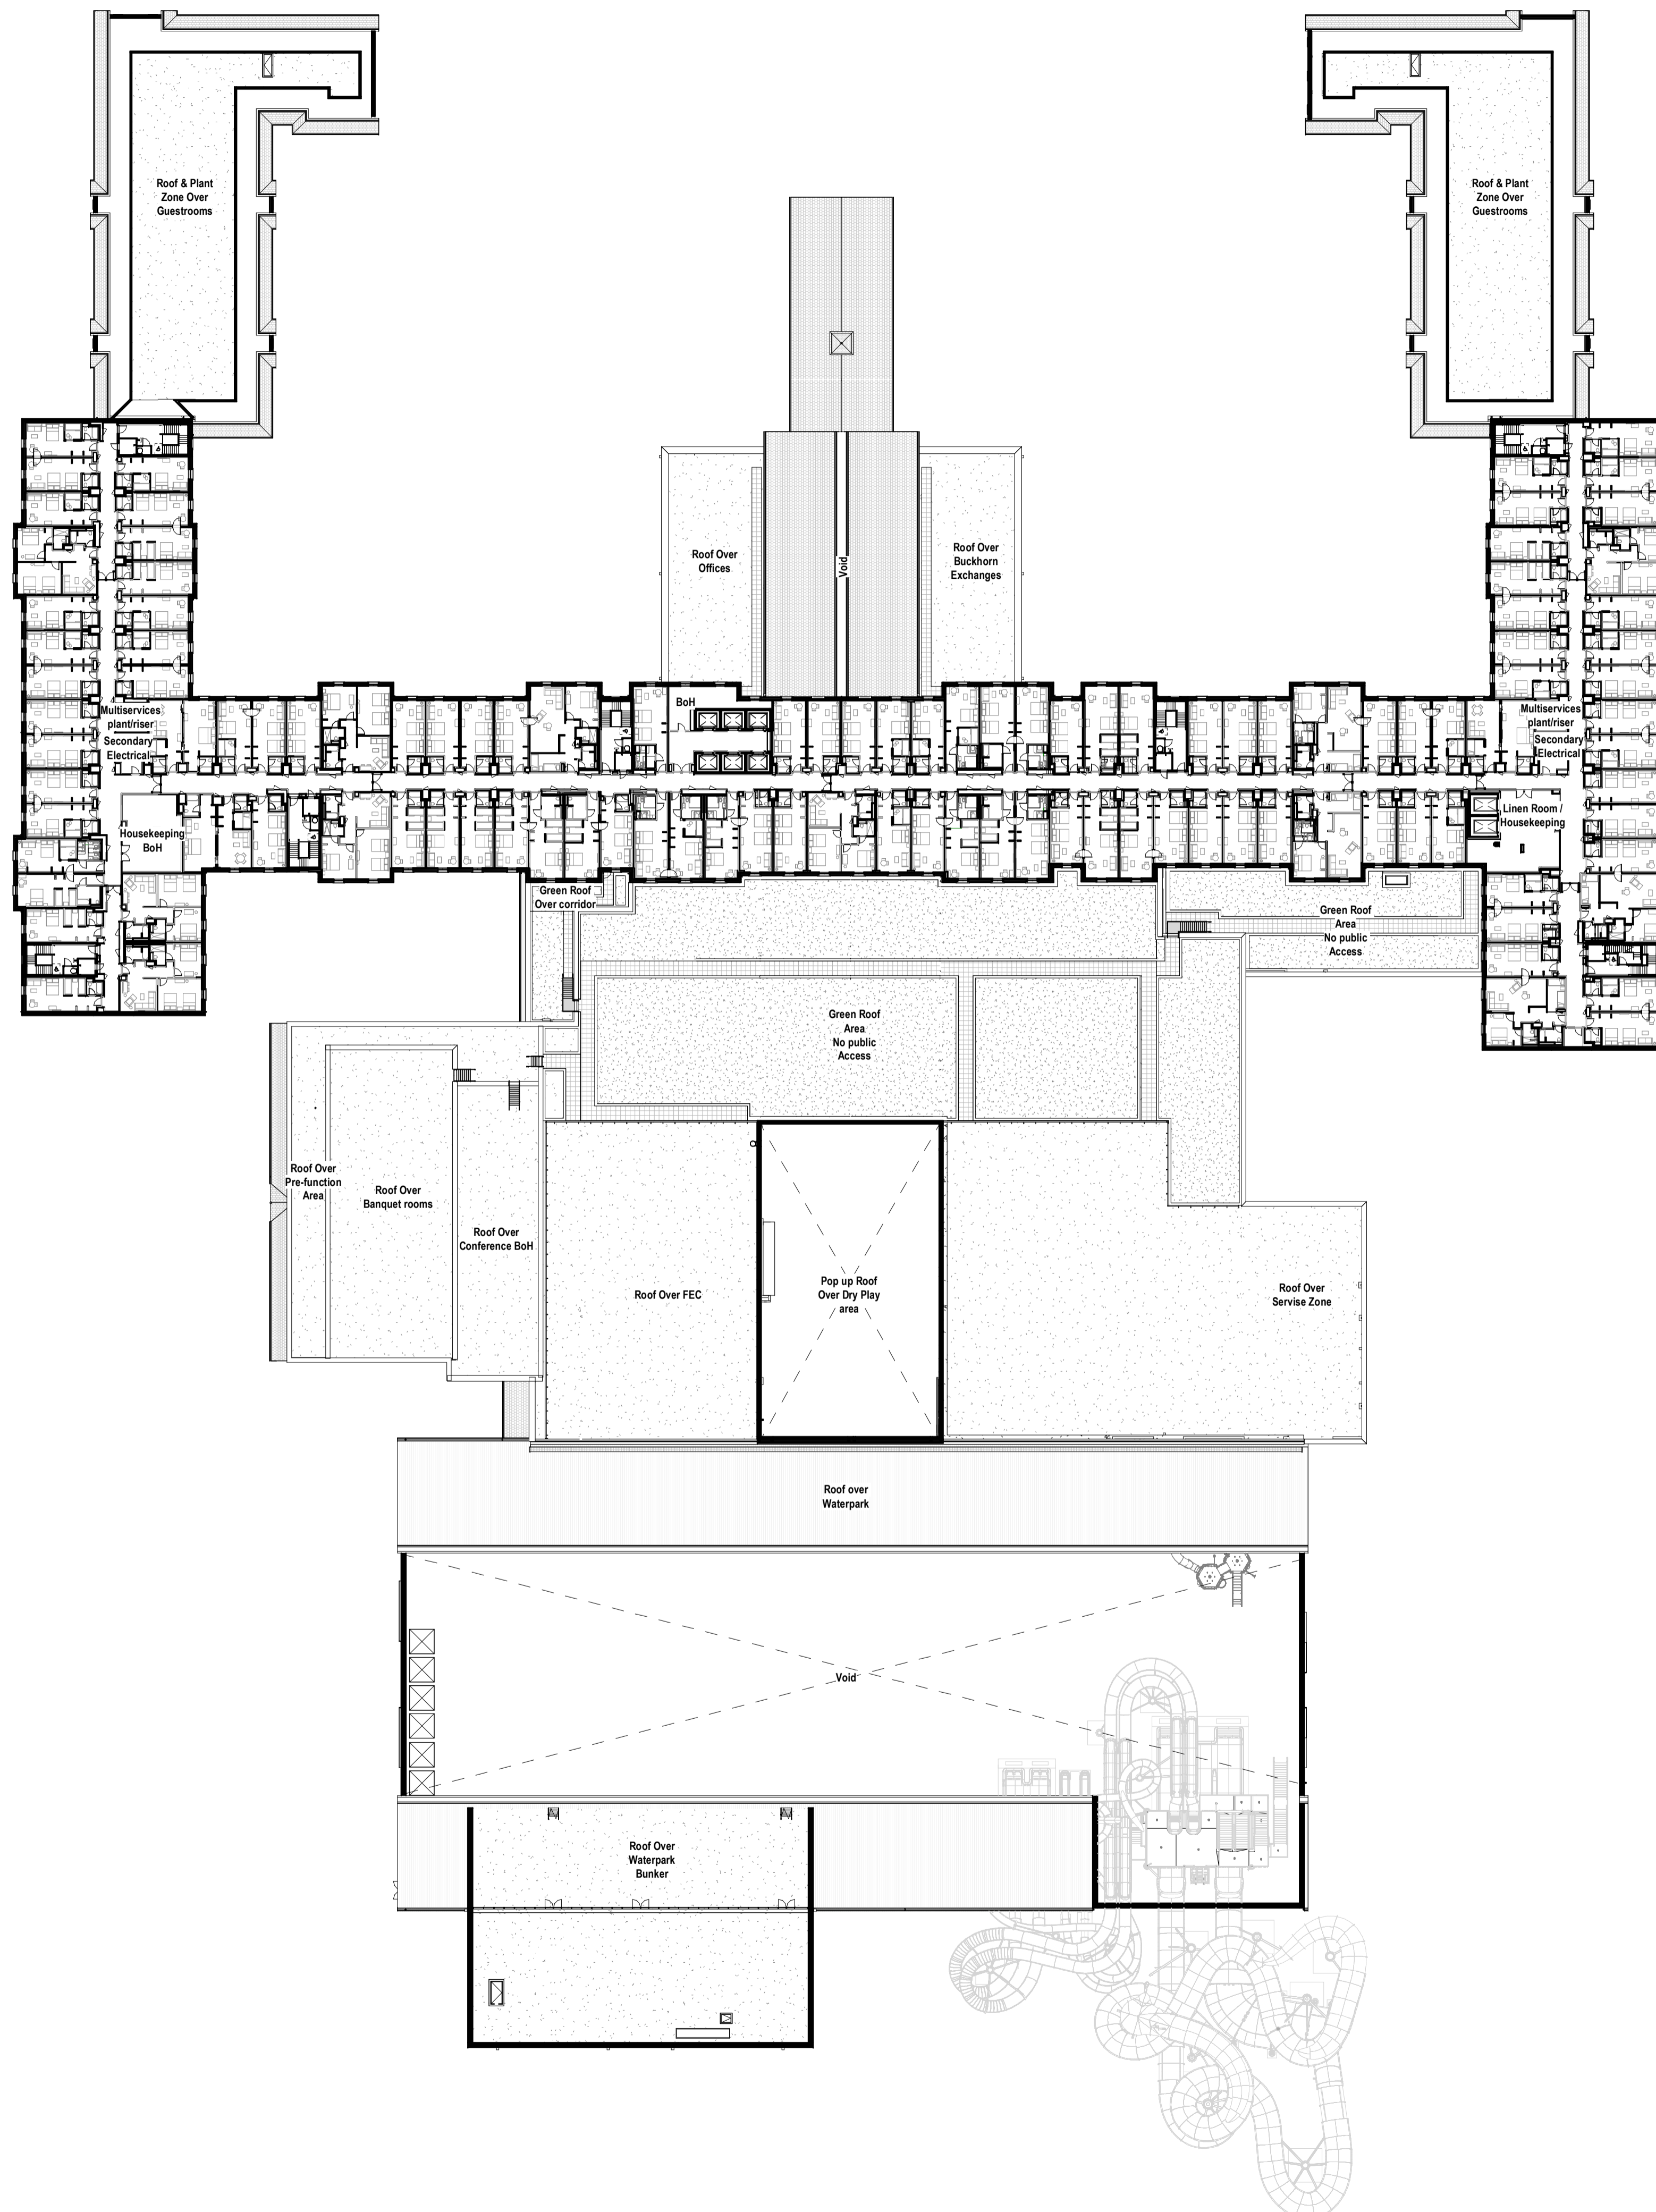 Roof & Plant
Zone Over
Guestrooms
Roof & Plant
Zone Over
Guestrooms
Roof Over
Offices
Void
Roof Over
Buckhorn
Exchanges
Multiservices
plant/riser
Secondary
Electrical
BoH
Multiservices
plant/riser
Secondary
Electrical
Housekeeping
BoH
Linen Room /
Housekeeping
Green Roof
Over corridor
Green Roof
Area
No public
Access
Green Roof
Area
No public
Access
Roof Over
Pre-function
Area
Roof Over
Banquet rooms
Roof Over
Conference BoH
Roof Over FEC
Pop up Roof
Over Dry Play
area
Roof Over
Servise Zone
Roof over
Waterpark
Void
Roof Over
Waterpark
Bunker